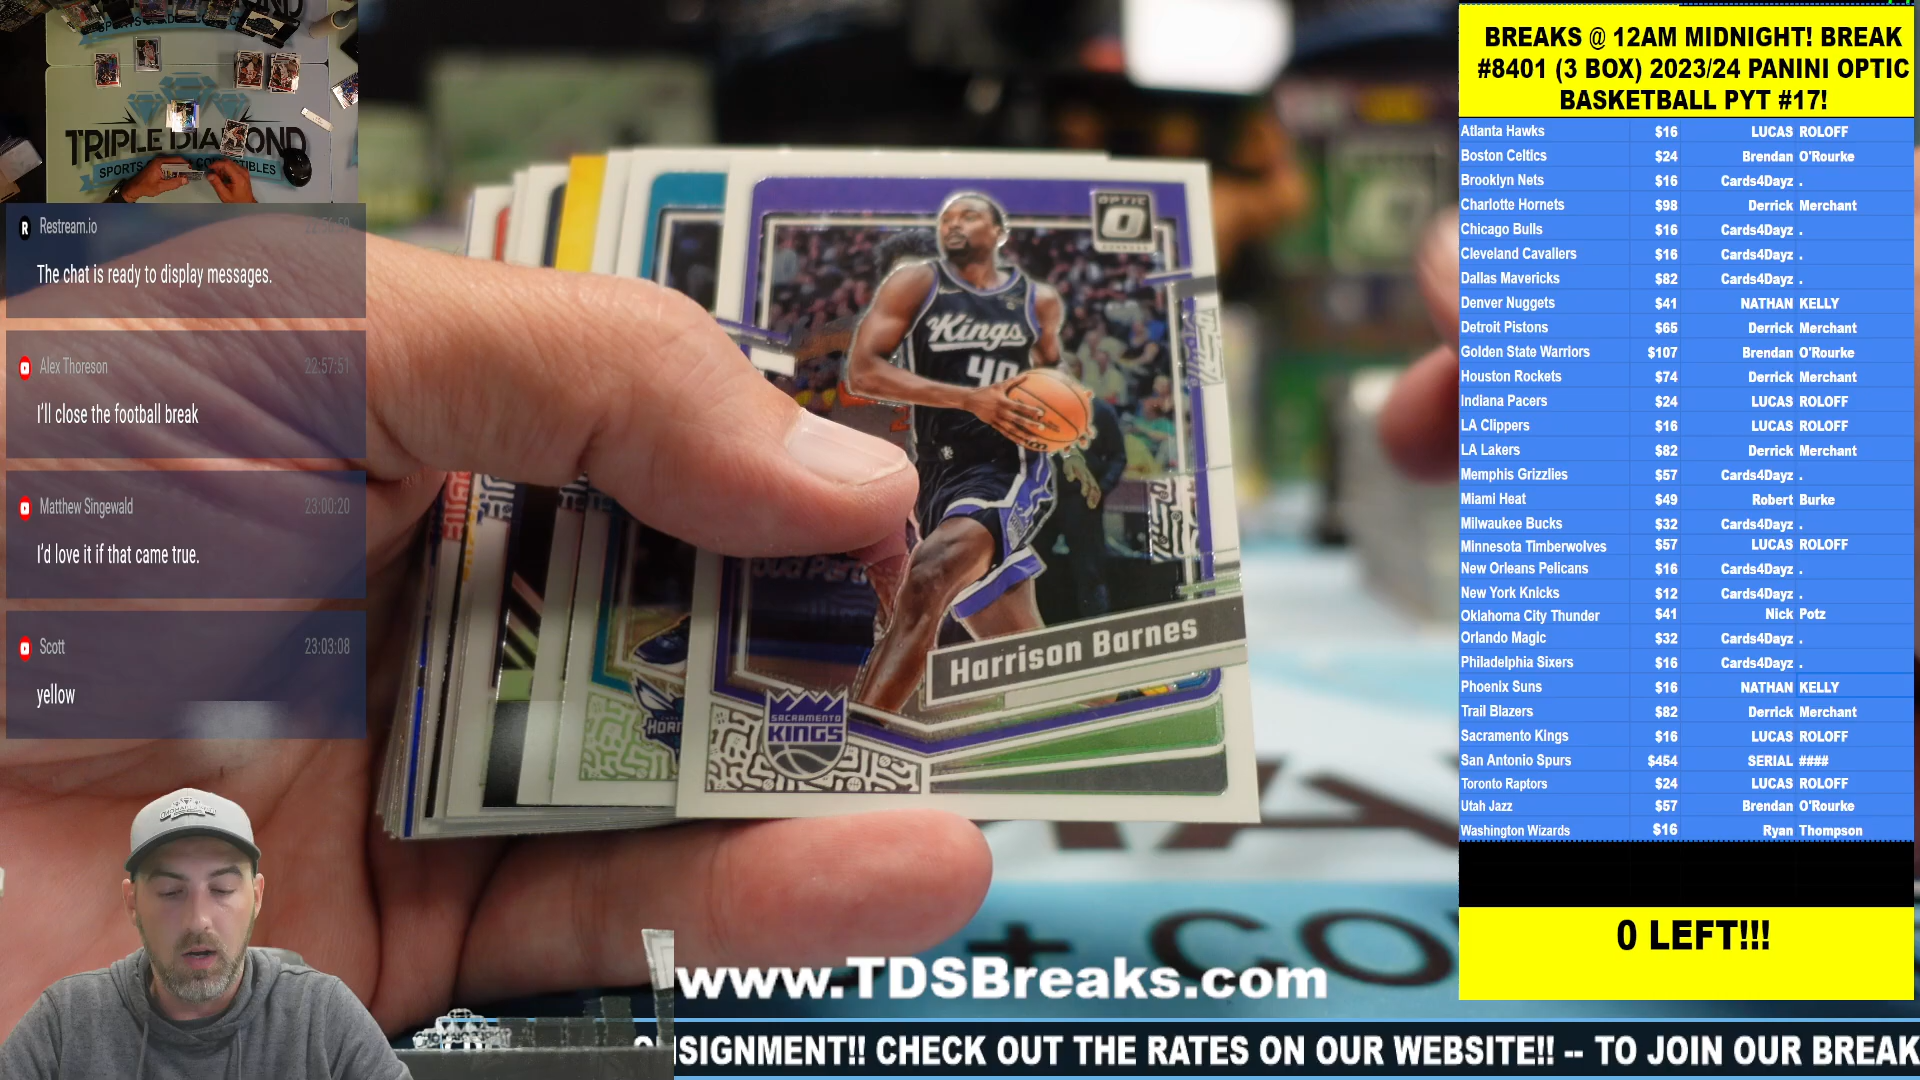 TRIPLE DIAMOND
Restream.io
The chat is ready to display messages.
Alex Thoreson 22:57:51
I'll close the football break
Matthew Singewald 23:00:20
I'd love it if that came true.
Scott 23:03:08
yellow
OPTIC
Kings
40
Harrison Barnes
SACRAMENTO
KINGS
www.TDSBreaks.com
SIGNMENT!! CHECK OUT THE RATES ON OUR WEBSITE!! -- TO JOIN OUR BREAK
BREAKS @ 12AM MIDNIGHT! BREAK
#8401 (3 BOX) 2023/24 PANINI OPTIC
BASKETBALL PYT #17!
Atlanta Hawks $16 LUCAS ROLOFF
Boston Celtics $24 Brendan O'Rourke
Brooklyn Nets $16 Cards4Dayz .
Charlotte Hornets $98 Derrick Merchant
Chicago Bulls $16 Cards4Dayz .
Cleveland Cavallers $16 Cards4Dayz .
Dallas Mavericks $82 Cards4Dayz .
Denver Nuggets $41 NATHAN KELLY
Detroit Pistons $65 Derrick Merchant
Golden State Warriors $107 Brendan O'Rourke
Houston Rockets $74 Derrick Merchant
Indiana Pacers $24 LUCAS ROLOFF
LA Clippers $16 LUCAS ROLOFF
LA Lakers $82 Derrick Merchant
Memphis Grizzlies $57 Cards4Dayz .
Miami Heat $49 Robert Burke
Milwaukee Bucks $32 Cards4Dayz .
Minnesota Timberwolves $57 LUCAS ROLOFF
New Orleans Pelicans $16 Cards4Dayz .
New York Knicks $12 Cards4Dayz .
Oklahoma City Thunder $41 Nick Potz
Orlando Magic $32 Cards4Dayz .
Philadelphia Sixers $16 Cards4Dayz .
Phoenix Suns $16 NATHAN KELLY
Trail Blazers $82 Derrick Merchant
Sacramento Kings $16 LUCAS ROLOFF
San Antonio Spurs $454 SERIAL ####
Toronto Raptors $24 LUCAS ROLOFF
Utah Jazz $57 Brendan O'Rourke
Washington Wizards $16 Ryan Thompson
0 LEFT!!!